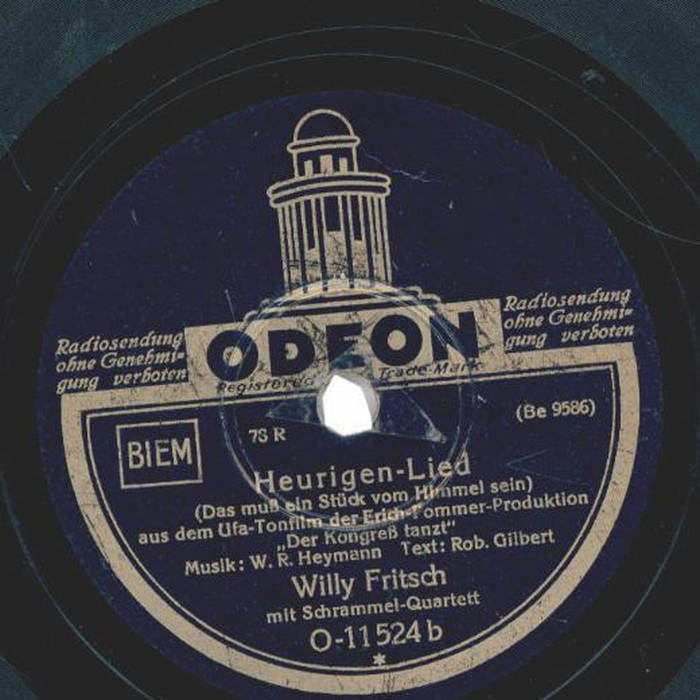 Radiosendung
ohne Genehmi-
gung verboten
ODEON
Registered Trade-Mark
Radiosendung
ohne Genehmi-
gung verboten
BIEM
78 R
(Be 9586)
Heurigen-Lied
(Das muß ein Stück vom Himmel sein)
aus dem Ufa-Tonfilm der Erich-Pommer-Produktion
„Der Kongreß tanzt“
Musik: W. R. Heymann Text: Rob. Gilbert
Willy Fritsch
mit Schrammel-Quartett
O-11524 b
*